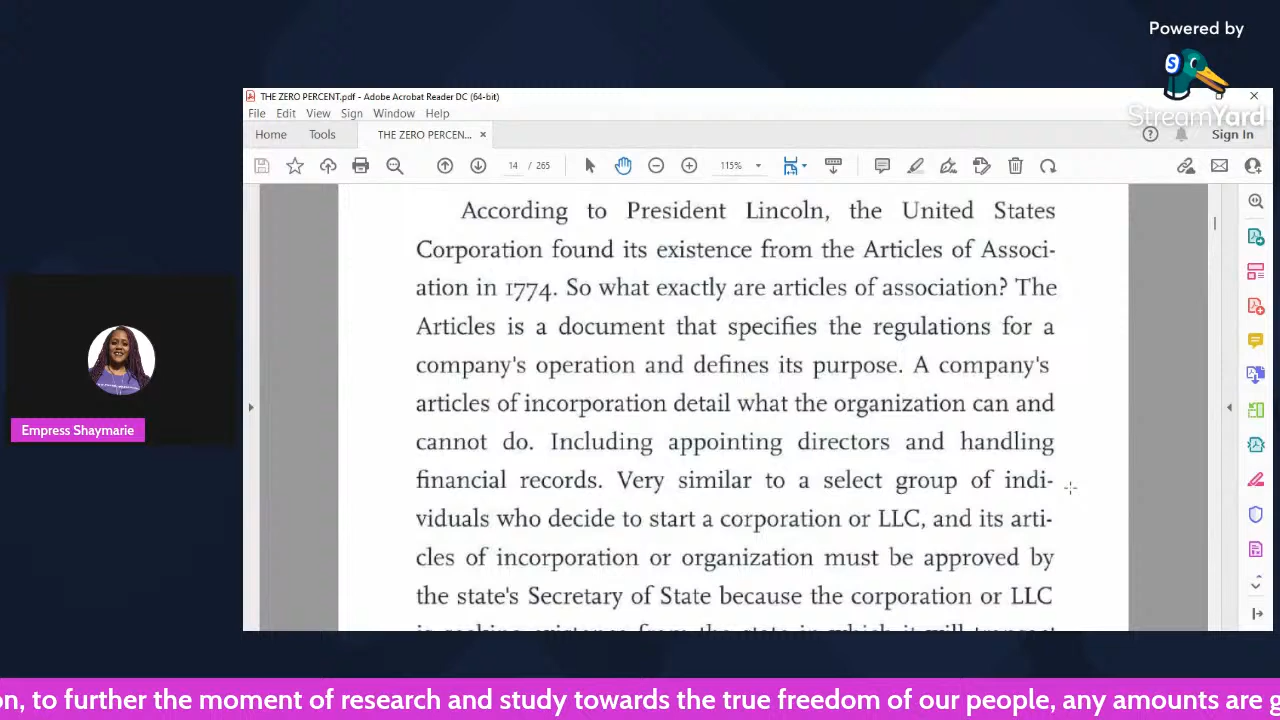 Powered by
StreamYard
THE ZERO PERCENT.pdf - Adobe Acrobat Reader DC (64-bit)
File Edit View Sign Window Help
Home Tools THE ZERO PERCEN... × Sign In
14 / 265 115%
According to President Lincoln, the United States
Corporation found its existence from the Articles of Associ-
ation in 1774. So what exactly are articles of association? The
Articles is a document that specifies the regulations for a
company's operation and defines its purpose. A company's
articles of incorporation detail what the organization can and
cannot do. Including appointing directors and handling
financial records. Very similar to a select group of indi-
viduals who decide to start a corporation or LLC, and its arti-
cles of incorporation or organization must be approved by
the state's Secretary of State because the corporation or LLC
Empress Shaymarie
on, to further the moment of research and study towards the true freedom of our people, any amounts are g